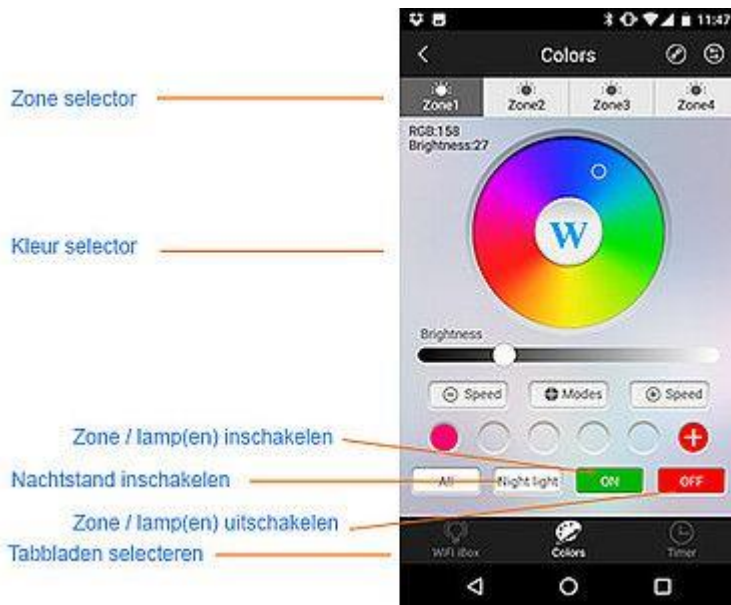 11:47
Colors
Zone selector
Zone1 Zone2 Zone3 Zone4
RGB:158
Brightness:27
W
Kleur selector
Brightness
Speed Modes Speed
Zone / lamp(en) inschakelen
Nachtstand inschakelen
All Night light ON OFF
Zone / lamp(en) uitschakelen
Tabbladen selecteren
WiFi iBox Colors Timer